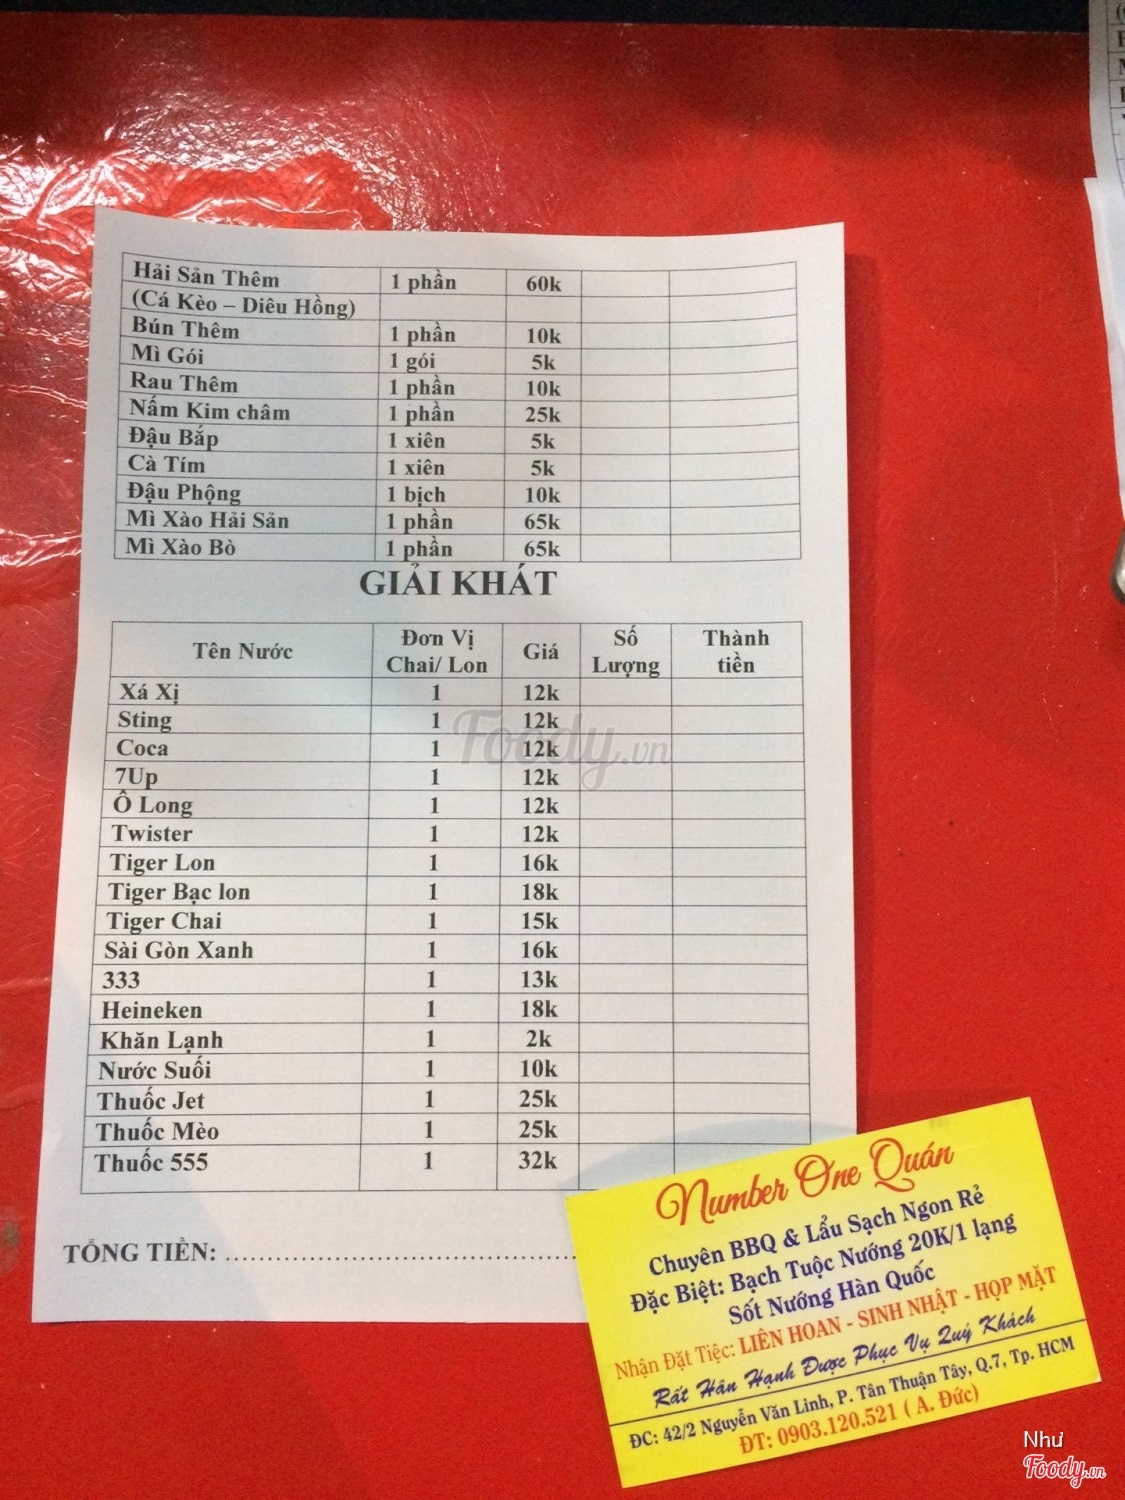 Hải Sản Thêm 1 phần 60k
(Cá Kèo – Diêu Hồng)
Bún Thêm 1 phần 10k
Mì Gói 1 gói 5k
Rau Thêm 1 phần 10k
Nấm Kim châm 1 phần 25k
Đậu Bắp 1 xiên 5k
Cà Tím 1 xiên 5k
Đậu Phộng 1 bịch 10k
Mì Xào Hải Sản 1 phần 65k
Mì Xào Bò 1 phần 65k
GIẢI KHÁT
Tên Nước Đơn Vị Chai/ Lon Giá Số Lượng Thành tiền
Xá Xị 1 12k
Sting 1 12k
Coca 1 12k
7Up 1 12k
Ô Long 1 12k
Twister 1 12k
Tiger Lon 1 16k
Tiger Bạc lon 1 18k
Tiger Chai 1 15k
Sài Gòn Xanh 1 16k
333 1 13k
Heineken 1 18k
Khăn Lạnh 1 2k
Nước Suối 1 10k
Thuốc Jet 1 25k
Thuốc Mèo 1 25k
Thuốc 555 1 32k
TỔNG TIỀN: ........................................
Number One Quán
Chuyên BBQ & Lẩu Sạch Ngon Rẻ
Đặc Biệt: Bạch Tuộc Nướng 20K/1 lạng
Sốt Nướng Hàn Quốc
Nhận Đặt Tiệc: LIÊN HOAN - SINH NHẬT - HỌP MẶT
Rất Hân Hạnh Được Phục Vụ Quý Khách
ĐC: 42/2 Nguyễn Văn Linh, P. Tân Thuận Tây, Q.7, Tp. HCM
ĐT: 0903.120.521 ( A. Đức)
Foody.vn
Như
Foody.vn